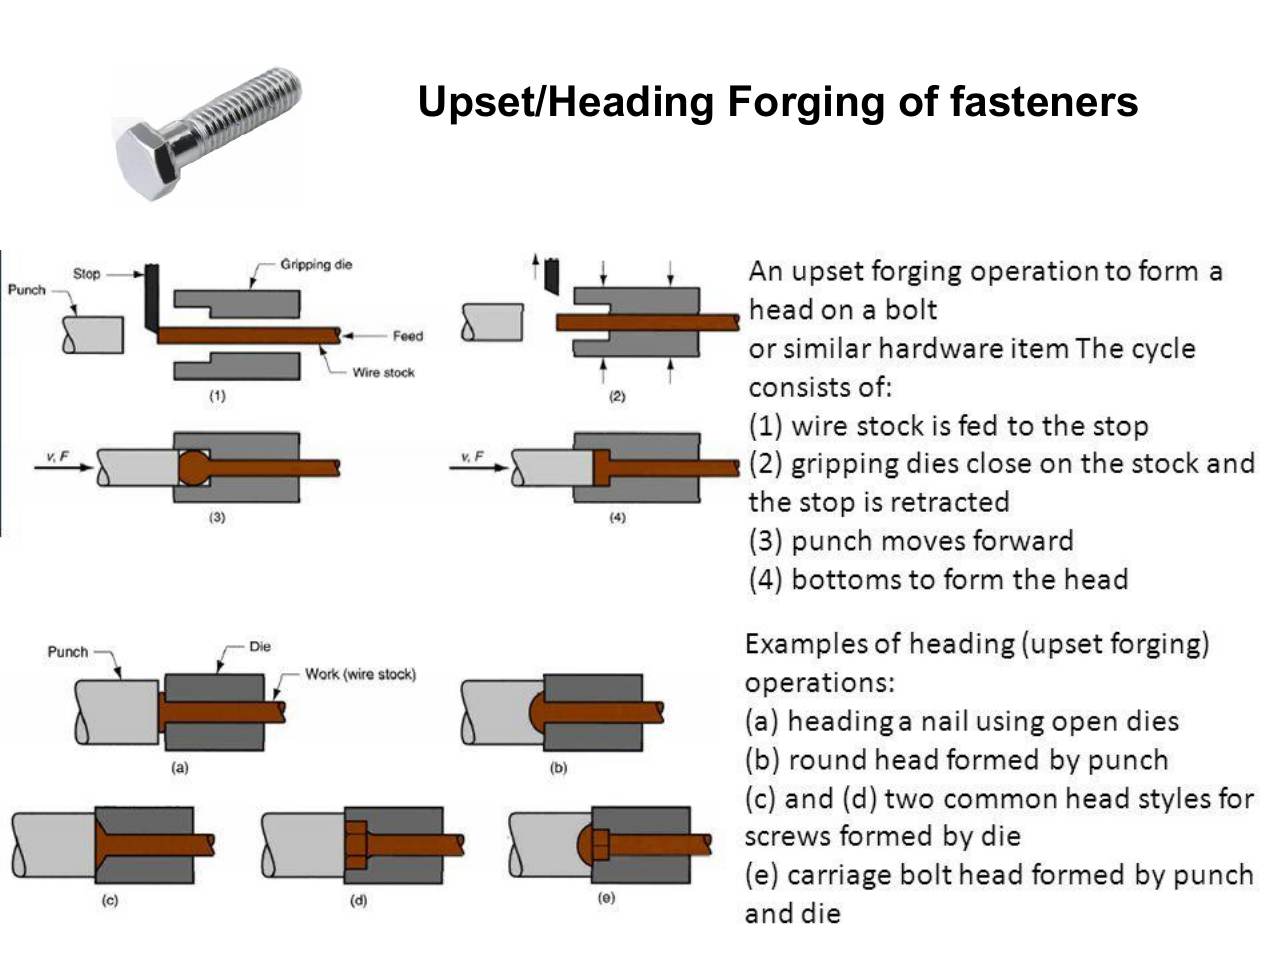 Upset/Heading Forging of fasteners
Stop
Gripping die
Punch
Feed
Wire stock
(1)
(2)
v, F
(3)
v, F
(4)
An upset forging operation to form a
head on a bolt
or similar hardware item The cycle
consists of:
(1) wire stock is fed to the stop
(2) gripping dies close on the stock and
the stop is retracted
(3) punch moves forward
(4) bottoms to form the head
Punch
Die
Work (wire stock)
(a)
(b)
(c)
(d)
(e)
Examples of heading (upset forging)
operations:
(a) heading a nail using open dies
(b) round head formed by punch
(c) and (d) two common head styles for
screws formed by die
(e) carriage bolt head formed by punch
and die